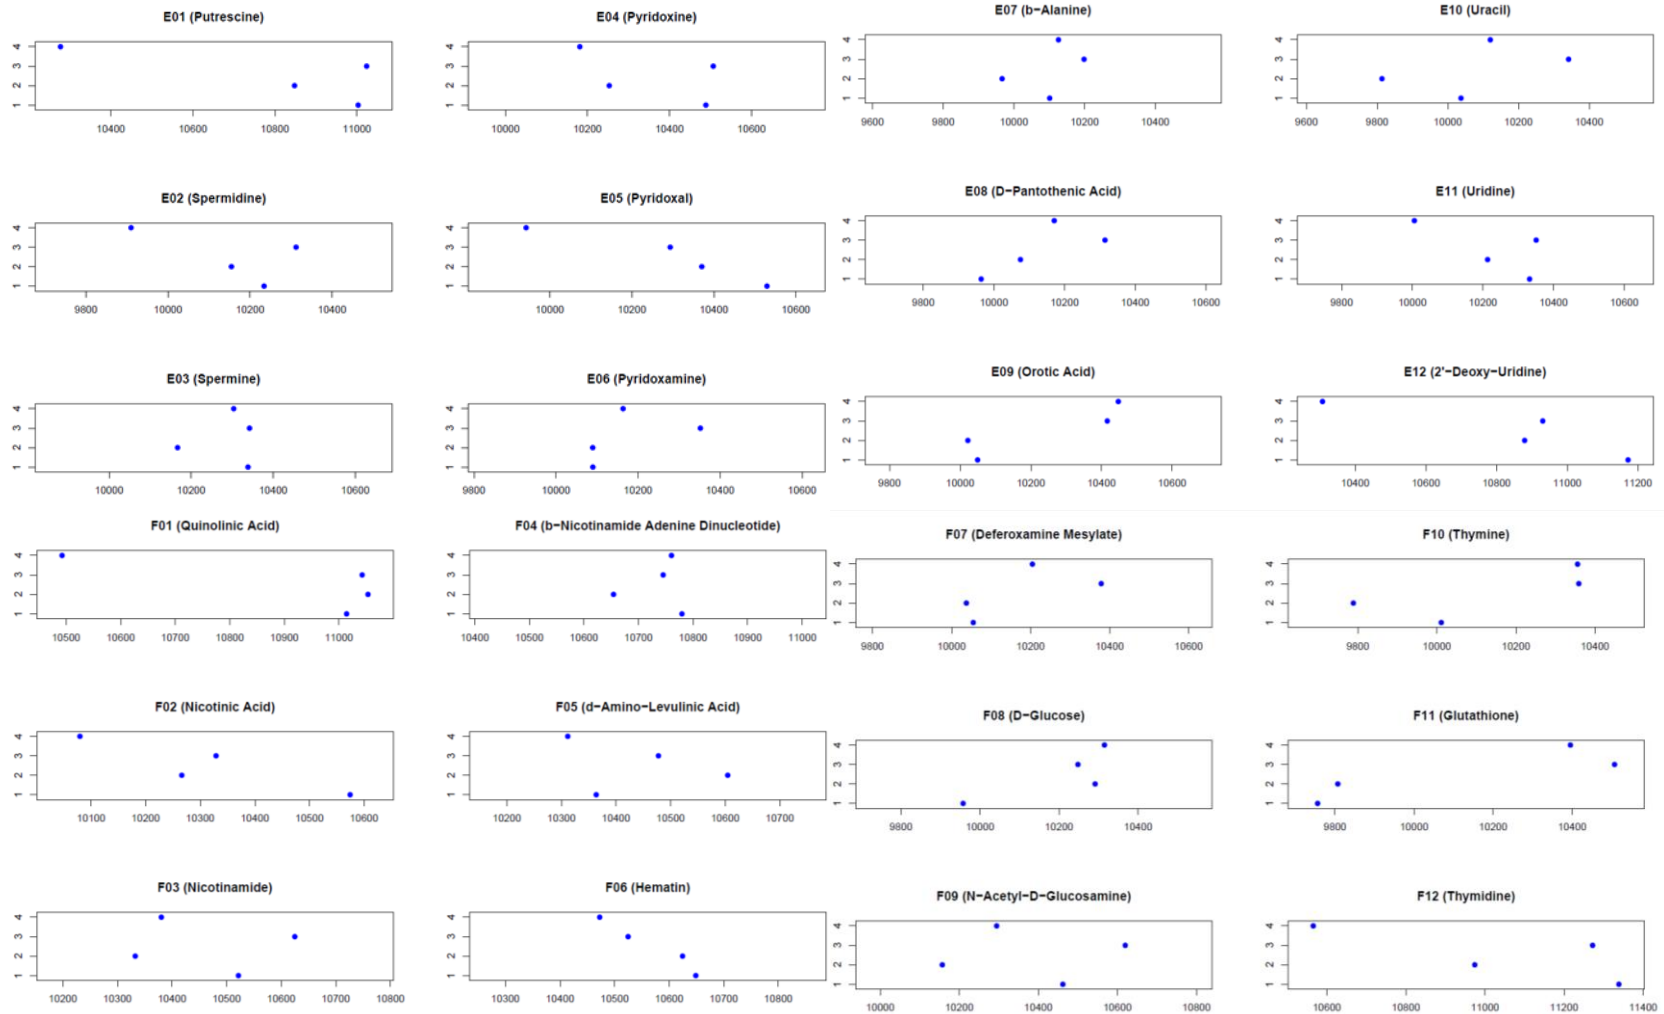 E01 (Putrescine)
4
3
2
1
10400 10600 10800 11000
E04 (Pyridoxine)
4
3
2
1
10000 10200 10400 10600
E07 (b−Alanine)
4
3
2
1
9600 9800 10000 10200 10400
E10 (Uracil)
4
3
2
1
9600 9800 10000 10200 10400
E02 (Spermidine)
4
3
2
1
9800 10000 10200 10400
E05 (Pyridoxal)
4
3
2
1
10000 10200 10400 10600
E08 (D−Pantothenic Acid)
4
3
2
1
9800 10000 10200 10400 10600
E11 (Uridine)
4
3
2
1
9800 10000 10200 10400 10600
E03 (Spermine)
4
3
2
1
10000 10200 10400 10600
E06 (Pyridoxamine)
4
3
2
1
9800 10000 10200 10400 10600
E09 (Orotic Acid)
4
3
2
1
9800 10000 10200 10400 10600
E12 (2'−Deoxy−Uridine)
4
3
2
1
10400 10600 10800 11000 11200
F01 (Quinolinic Acid)
4
3
2
1
10500 10600 10700 10800 10900 11000
F04 (b−Nicotinamide Adenine Dinucleotide)
4
3
2
1
10400 10500 10600 10700 10800 10900 11000
F07 (Deferoxamine Mesylate)
4
3
2
1
9800 10000 10200 10400 10600
F10 (Thymine)
4
3
2
1
9800 10000 10200 10400
F02 (Nicotinic Acid)
4
3
2
1
10100 10200 10300 10400 10500 10600
F05 (d−Amino−Levulinic Acid)
4
3
2
1
10200 10300 10400 10500 10600 10700
F08 (D−Glucose)
4
3
2
1
9800 10000 10200 10400
F11 (Glutathione)
4
3
2
1
9800 10000 10200 10400
F03 (Nicotinamide)
4
3
2
1
10200 10300 10400 10500 10600 10700 10800
F06 (Hematin)
4
3
2
1
10300 10400 10500 10600 10700 10800
F09 (N−Acetyl−D−Glucosamine)
4
3
2
1
10000 10200 10400 10600 10800
F12 (Thymidine)
4
3
2
1
10600 10800 11000 11200 11400